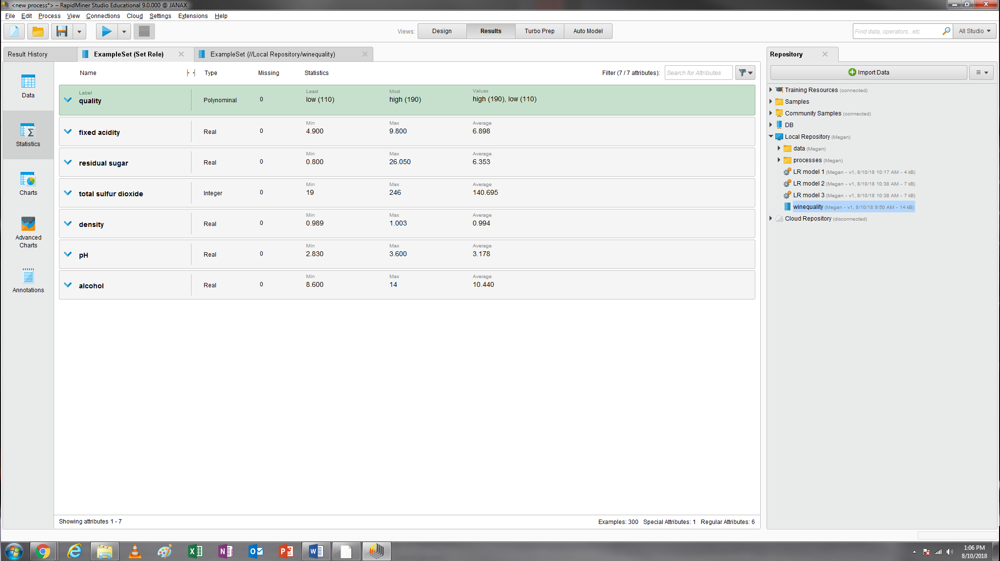 <new process*> – RapidMiner Studio Educational 9.0.000 @ JANAX
File Edit Process View Connections Cloud Settings Extensions Help
Views: Design Results Turbo Prep Auto Model
Find data, operators...etc All Studio
Result History ExampleSet (Set Role) ExampleSet (//Local Repository/winequality)
Name Type Missing Statistics Filter (7 / 7 attributes): Search for Attributes
Data
Statistics
Charts
Advanced
Charts
Annotations
Label Least Most Values
quality Polynominal 0 low (110) high (190) high (190), low (110)
Min Max Average
fixed acidity Real 0 4.900 9.800 6.898
Min Max Average
residual sugar Real 0 0.800 26.050 6.353
Min Max Average
total sulfur dioxide Integer 0 19 246 140.695
Min Max Average
density Real 0 0.989 1.003 0.994
Min Max Average
pH Real 0 2.830 3.600 3.178
Min Max Average
alcohol Real 0 8.600 14 10.440
Showing attributes 1 - 7
Examples: 300 Special Attributes: 1 Regular Attributes: 6
Repository
Import Data
Training Resources (connected)
Samples
Community Samples (connected)
DB
Local Repository (Megan)
data (Megan)
processes (Megan)
LR model 1 (Megan - v1, 8/10/18 10:17 AM - 4 kB)
LR model 2 (Megan - v1, 8/10/18 10:38 AM - 7 kB)
LR model 3 (Megan - v1, 8/10/18 10:38 AM - 7 kB)
winequality (Megan - v1, 8/10/18 9:50 AM - 14 kB)
Cloud Repository (disconnected)
1:06 PM
8/10/2018